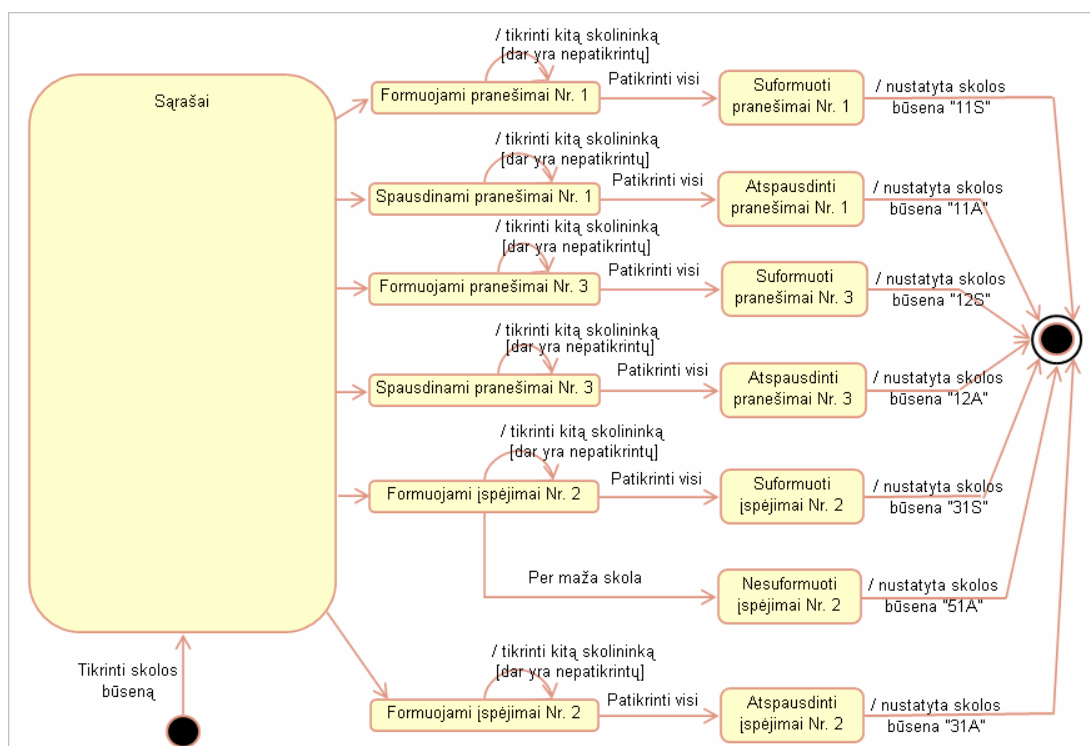 / tikrinti kitą skolininką
[dar yra nepatikrintų]
Sąrašai
Formuojami pranešimai Nr. 1
Patikrinti visi
Suformuoti
pranešimai Nr. 1
/ nustatyta skolos
būsena "11S"
/ tikrinti kitą skolininką
[dar yra nepatikrintų]
Spausdinami pranešimai Nr. 1
Patikrinti visi
Atspausdinti
pranešimai Nr. 1
/ nustatyta skolos
būsena "11A"
/ tikrinti kitą skolininką
[dar yra nepatikrintų]
Formuojami pranešimai Nr. 3
Patikrinti visi
Suformuoti
pranešimai Nr. 3
/ nustatyta skolos
būsena "12S"
/ tikrinti kitą skolininką
[dar yra nepatikrintų]
Spausdinami pranešimai Nr. 3
Patikrinti visi
Atspausdinti
pranešimai Nr. 3
/ nustatyta skolos
būsena "12A"
/ tikrinti kitą skolininką
[dar yra nepatikrintų]
Formuojami įspėjimai Nr. 2
Patikrinti visi
Suformuoti
įspėjimai Nr. 2
/ nustatyta skolos
būsena "31S"
Per maža skola
Nesuformuoti
įspėjimai Nr. 2
/ nustatyta skolos
būsena "51A"
Tikrinti skolos
būseną
/ tikrinti kitą skolininką
[dar yra nepatikrintų]
Formuojami įspėjimai Nr. 2
Patikrinti visi
Atspausdinti
įspėjimai Nr. 2
/ nustatyta skolos
būsena "31A"